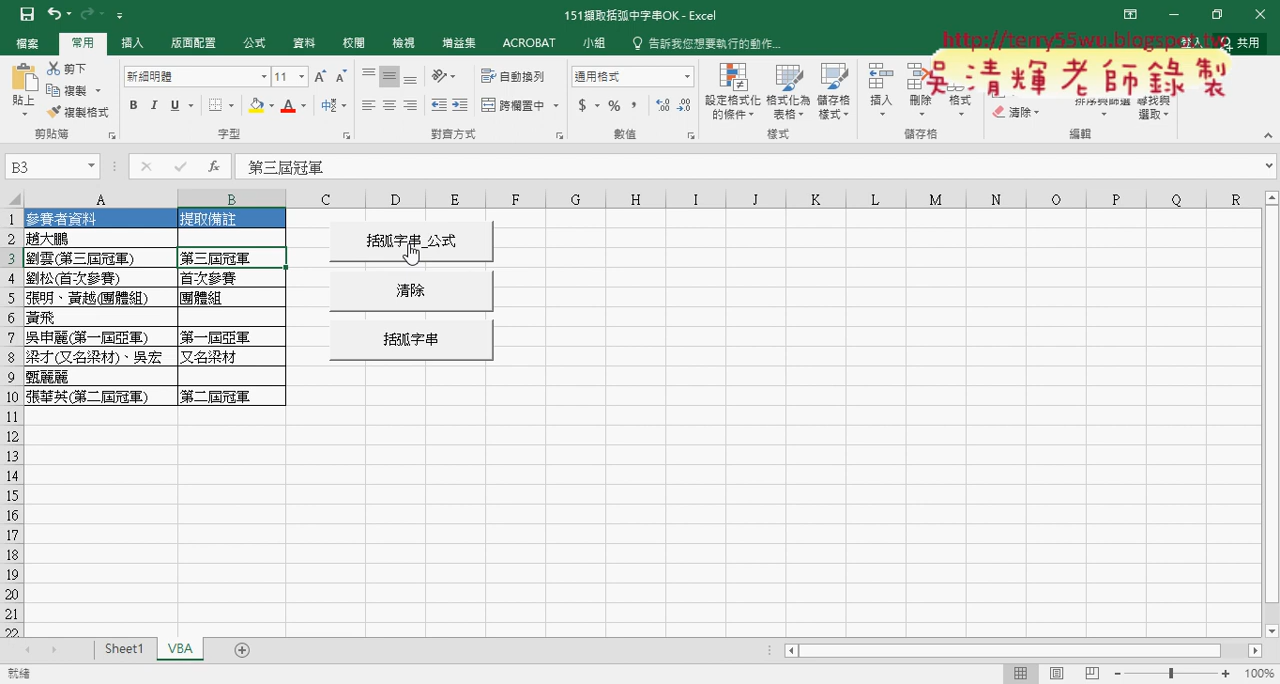 151擷取括弧中字串OK - Excel
檔案 常用 插入 版面配置 公式 資料 校閱 檢視 增益集 ACROBAT 小組 告訴我您想要執行的動作... 登入 共用
http://terry55wu.blogspot.tw
吳清輝老師錄製
貼上 剪下 複製 複製格式 剪貼簿
新細明體 11 B I U A 字型
自動換列 跨欄置中 對齊方式
通用格式 $ % , 數值
設定格式化的條件 格式化為表格 儲存格樣式 樣式
插入 刪除 格式 儲存格
清除 排序與篩選 尋找與選取 編輯
B3 fx 第三屆冠軍
A B C D E F G H I J K L M N O P Q R
1 參賽者資料 提取備註
2 趙大鵬
3 劉雲(第三屆冠軍) 第三屆冠軍
4 劉松(首次參賽) 首次參賽
5 張明、黃越(團體組) 團體組
6 黃飛
7 吳申麗(第一屆亞軍) 第一屆亞軍
8 梁才(又名梁材)、吳宏 又名梁材
9 甄麗麗
10 張華英(第二屆冠軍) 第二屆冠軍
11
12
13
14
15
16
17
18
19
20
21
22
括弧字串_公式
清除
括弧字串
Sheet1 VBA
就緒 100%